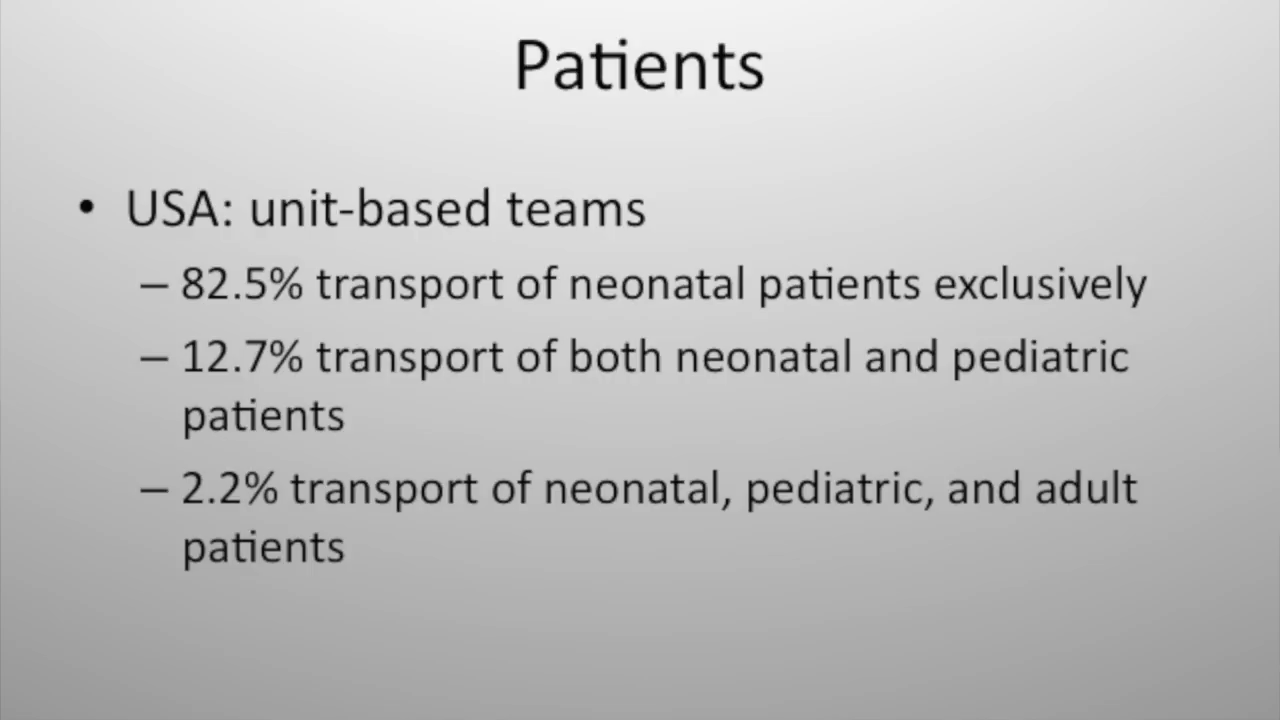 Patients
• USA: unit-based teams
– 82.5% transport of neonatal patients exclusively
– 12.7% transport of both neonatal and pediatric
patients
– 2.2% transport of neonatal, pediatric, and adult
patients